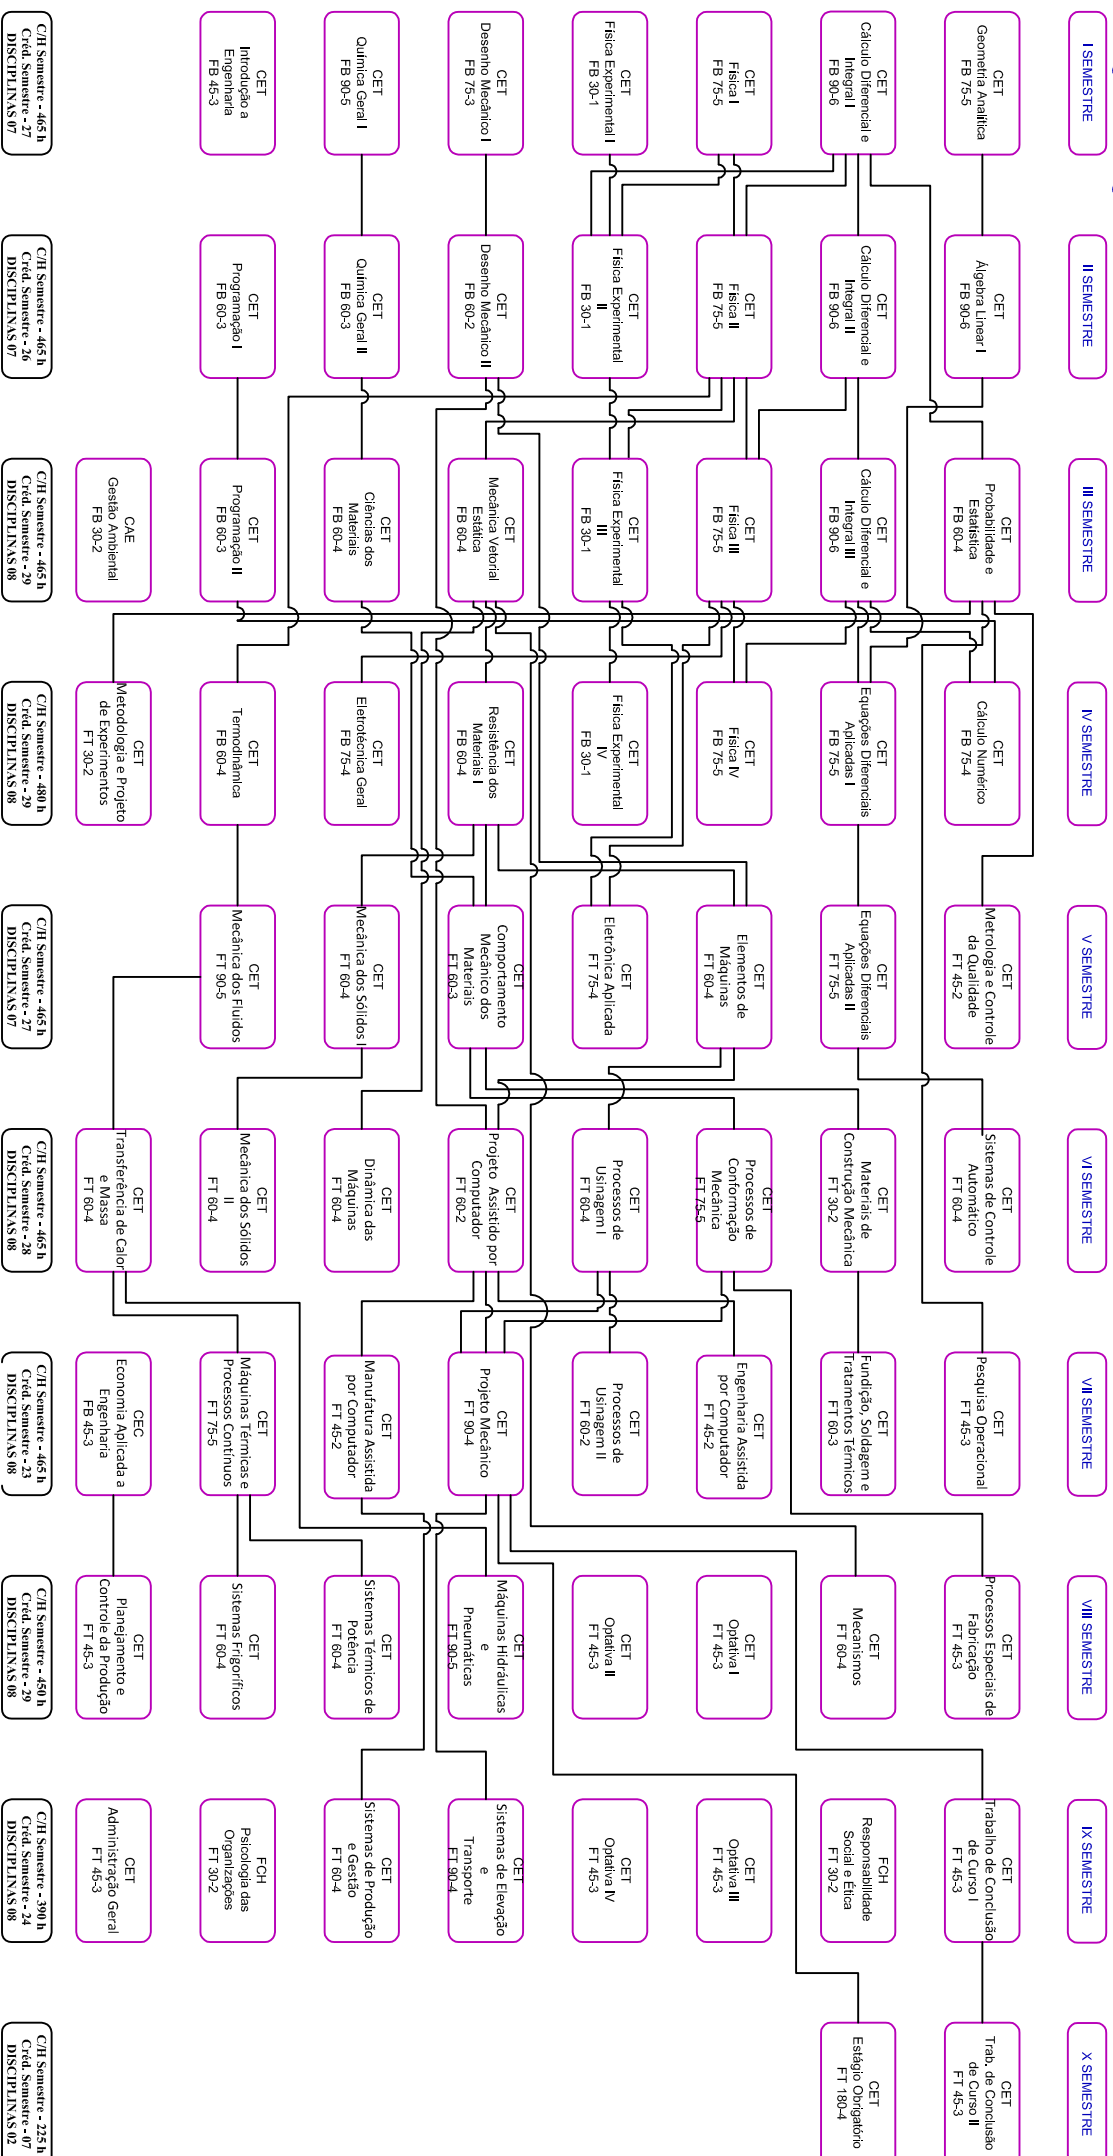 I SEMESTRE
CET
Geometria Analítica
FB 75-5
CET
Cálculo Diferencial e
Integral I
FB 90-6
CET
Física I
FB 75-5
CET
Física Experimental I
FB 30-1
CET
Desenho Mecânico I
FB 75-3
CET
Química Geral I
FB 90-5
CET
Introdução a
Engenharia
FB 45-3
C/H Semestre - 465 h
Créd. Semestre - 27
DISCIPLINAS 07
II SEMESTRE
CET
Álgebra Linear I
FB 90-6
CET
Cálculo Diferencial e
Integral II
FB 90-6
CET
Física II
FB 75-5
CET
Física Experimental
II
FB 30-1
CET
Desenho Mecânico II
FB 60-2
CET
Química Geral II
FB 60-3
CET
Programação I
FB 60-3
C/H Semestre - 465 h
Créd. Semestre - 26
DISCIPLINAS 07
III SEMESTRE
CET
Probabilidade e
Estatística
FB 60-4
CET
Cálculo Diferencial e
Integral III
FB 90-6
CET
Física III
FB 75-5
CET
Física Experimental
III
FB 30-1
CET
Mecânica Vetorial
Estática
FB 60-4
CET
Ciências dos
Materiais
FB 60-4
CET
Programação II
FB 60-3
CAE
Gestão Ambiental
FB 30-2
C/H Semestre - 465 h
Créd. Semestre - 29
DISCIPLINAS 08
IV SEMESTRE
CET
Cálculo Numérico
FB 75-4
CET
Equações Diferenciais
Aplicadas I
FB 75-5
CET
Física IV
FB 75-5
CET
Física Experimental
IV
FB 30-1
CET
Resistência dos
Materiais I
FB 60-4
CET
Eletrotécnica Geral
FB 75-4
CET
Termodinâmica
FB 60-4
CET
Metodologia e Projeto
de Experimentos
FT 30-2
C/H Semestre - 480 h
Créd. Semestre - 29
DISCIPLINAS 08
V SEMESTRE
CET
Metrologia e Controle
da Qualidade
FT 45-2
CET
Equações Diferenciais
Aplicadas II
FT 75-5
CET
Elementos de
Máquinas
FT 60-4
CET
Eletrônica Aplicada
FT 75-4
CET
Comportamento
Mecânico dos
Materiais
FT 60-3
CET
Mecânica dos Sólidos I
FT 60-4
CET
Mecânica dos Fluidos
FT 90-5
C/H Semestre - 465 h
Créd. Semestre - 27
DISCIPLINAS 07
VI SEMESTRE
CET
Sistemas de Controle
Automático
FT 60-4
CET
Materiais de
Construção Mecânica
FT 30-2
CET
Processos de
Conformação
Mecânica
FT 75-5
CET
Processos de
Usinagem I
FT 60-4
CET
Projeto Assistido por
Computador
FT 60-2
CET
Dinâmica das
Máquinas
FT 60-4
CET
Mecânica dos Sólidos
II
FT 60-4
CET
Transferência de Calor
e Massa
FT 60-4
C/H Semestre - 465 h
Créd. Semestre - 28
DISCIPLINAS 08
VII SEMESTRE
CET
Pesquisa Operacional
FT 45-3
CET
Fundição, Soldagem e
Tratamentos Térmicos
FT 60-3
CET
Engenharia Assistida
por Computador
FT 45-2
CET
Processos de
Usinagem II
FT 60-2
CET
Projeto Mecânico
FT 90-4
CET
Manufatura Assistida
por Computador
FT 45-2
CET
Máquinas Térmicas e
Processos Contínuos
FT 75-5
CEC
Economia Aplicada a
Engenharia
FB 45-3
C/H Semestre - 465 h
Créd. Semestre - 23
DISCIPLINAS 08
VIII SEMESTRE
CET
Processos Especiais de
Fabricação
FT 45-3
CET
Mecanismos
FT 60-4
CET
Optativa I
FT 45-3
CET
Optativa II
FT 45-3
CET
Máquinas Hidráulicas
e
Pneumáticas
FT 90-5
CET
Sistemas Térmicos de
Potência
FT 60-4
CET
Sistemas Frigoríficos
FT 60-4
CET
Planejamento e
Controle da Produção
FT 45-3
C/H Semestre - 450 h
Créd. Semestre - 29
DISCIPLINAS 08
IX SEMESTRE
CET
Trabalho de Conclusão
de Curso I
FT 45-3
FCH
Responsabilidade
Social e Ética
FT 30-2
CET
Optativa III
FT 45-3
CET
Optativa IV
FT 45-3
CET
Sistemas de Elevação
e
Transporte
FT 90-4
CET
Sistemas de Produção
e Gestão
FT 60-4
FCH
Psicologia das
Organizações
FT 30-2
CET
Administração Geral
FT 45-3
C/H Semestre - 390 h
Créd. Semestre - 24
DISCIPLINAS 08
X SEMESTRE
CET
Trab. de Conclusão
de Curso II
FT 45-3
CET
Estágio Obrigatório
FT 180-4
C/H Semestre - 225 h
Créd. Semestre - 07
DISCIPLINAS 02